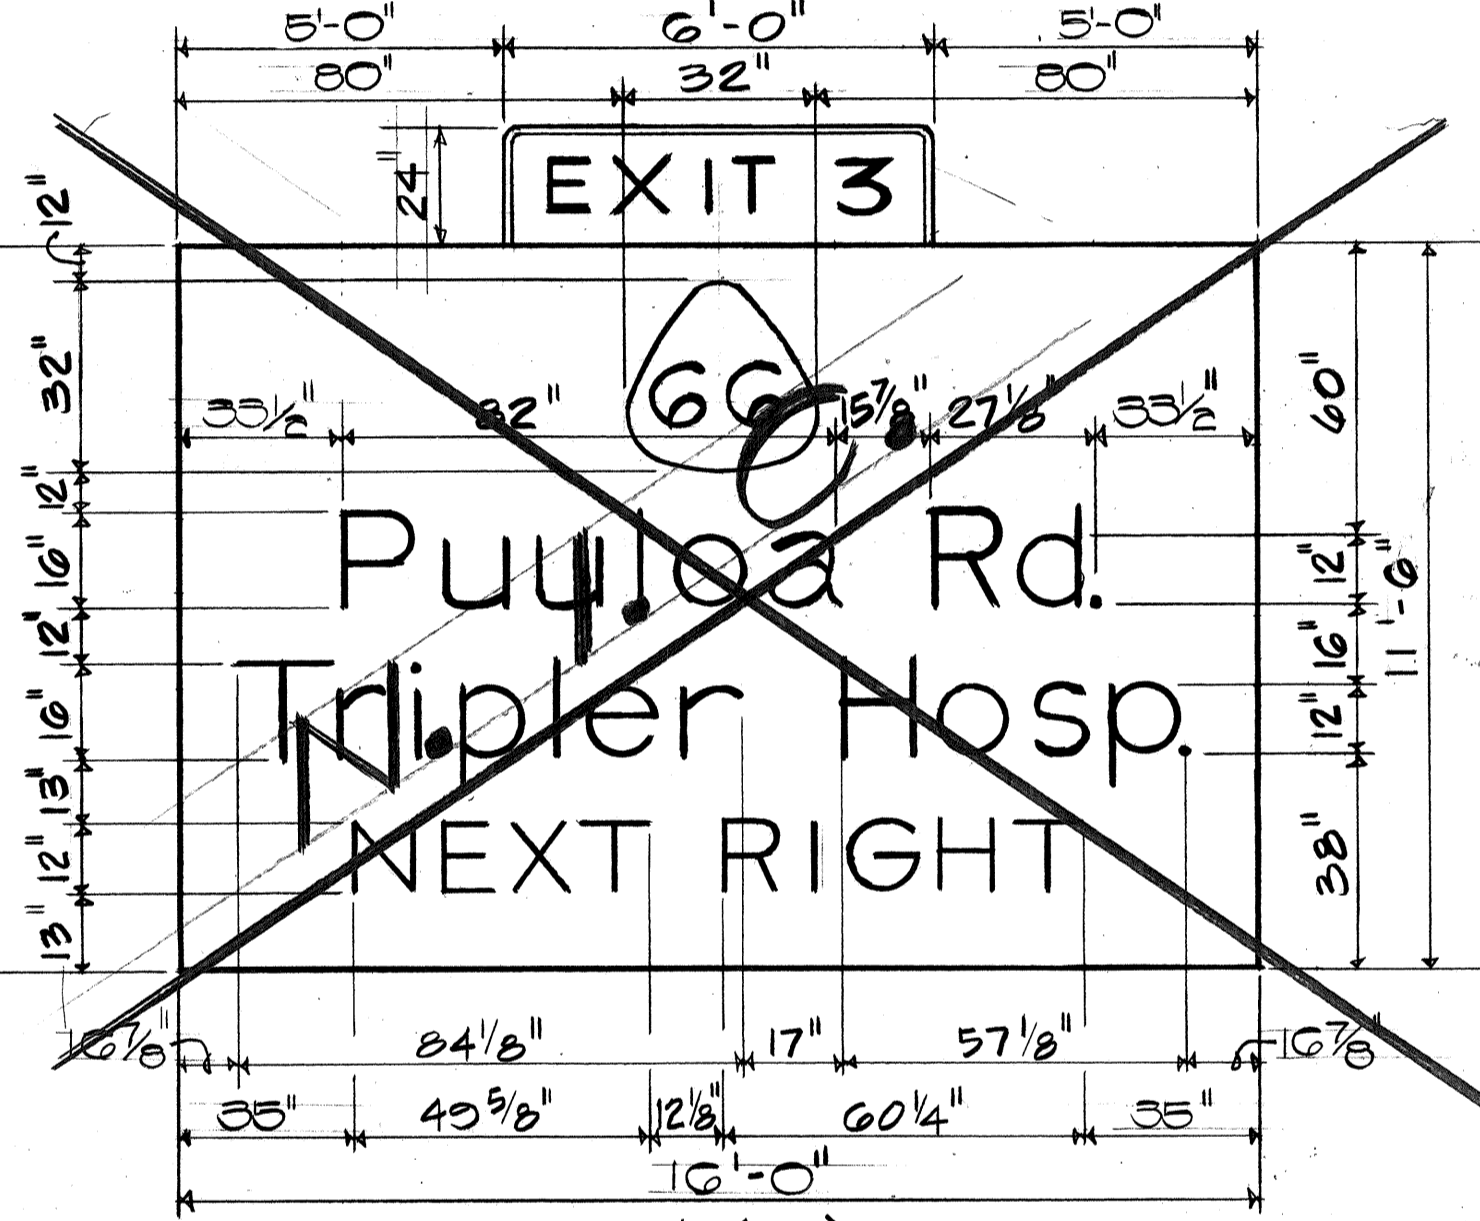 5'-0" 6'-0" 5'-0"
80" 32" 80"
24"
EXIT 3
12"
32"
12"
16"
12"
16"
13"
12"
13"
66
33½" 82" 15⅞" 27⅛" 33½"
Puuloa Rd.
Tripler Hosp.
NEXT RIGHT
N.W.O.
60"
12"
16"
12"
38"
11'-6"
16⅞" 84⅛" 17" 57⅛" 16⅞"
35" 49⅝" 12⅛" 60¼" 35"
16'-0"